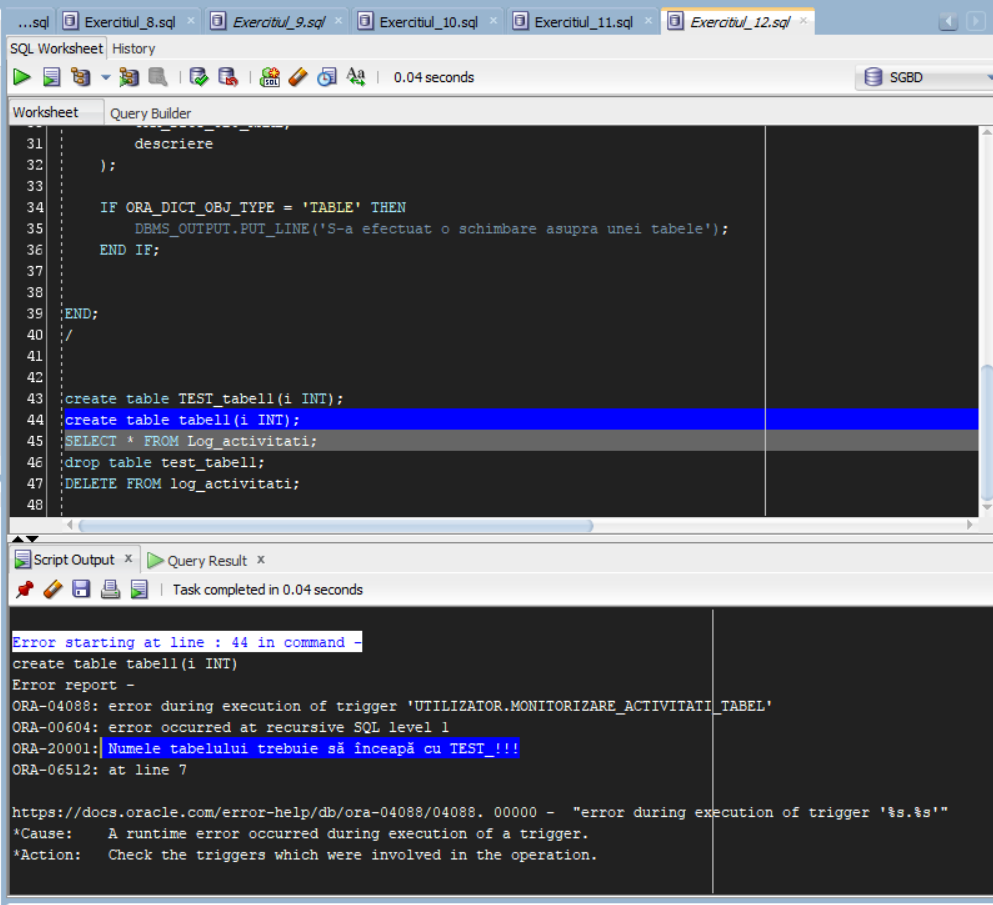 ...sql Exercitiul_8.sql × Exercitiul_9.sql × Exercitiul_10.sql × Exercitiul_11.sql × Exercitiul_12.sql ×
SQL Worksheet History
0.04 seconds SGBD
Worksheet Query Builder
31 descriere
32 );
33
34 IF ORA_DICT_OBJ_TYPE = 'TABLE' THEN
35 DBMS_OUTPUT.PUT_LINE('S-a efectuat o schimbare asupra unei tabele');
36 END IF;
37
38
39 END;
40 /
41
42
43 create table TEST_tabell(i INT);
44 create table tabell(i INT);
45 SELECT * FROM Log_activitati;
46 drop table test_tabell;
47 DELETE FROM log_activitati;
48
Script Output × Query Result ×
Task completed in 0.04 seconds
Error starting at line : 44 in command -
create table tabell(i INT)
Error report -
ORA-04088: error during execution of trigger 'UTILIZATOR.MONITORIZARE_ACTIVITATI_TABEL'
ORA-00604: error occurred at recursive SQL level 1
ORA-20001: Numele tabelului trebuie să înceapă cu TEST_!!!
ORA-06512: at line 7
https://docs.oracle.com/error-help/db/ora-04088/04088. 00000 - "error during execution of trigger '%s.%s'"
*Cause: A runtime error occurred during execution of a trigger.
*Action: Check the triggers which were involved in the operation.